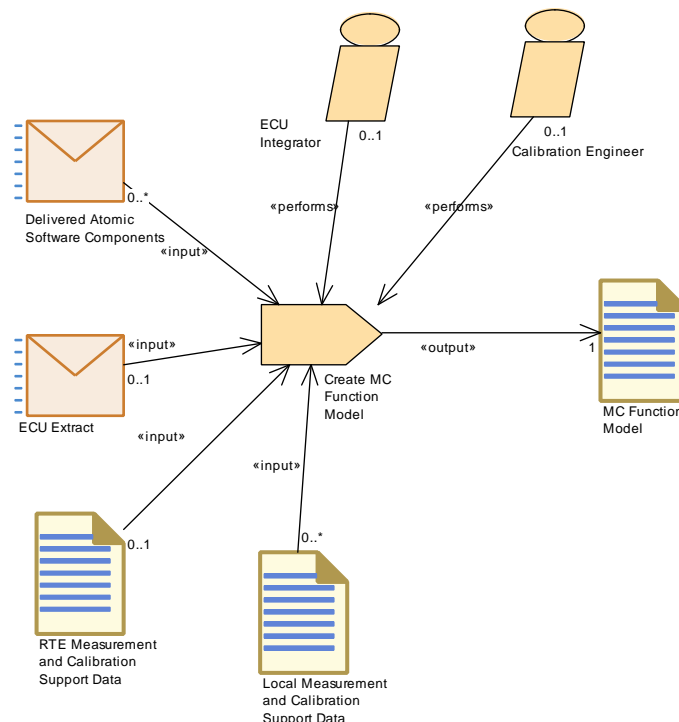 ECU
Integrator
0..1
0..1
Calibration Engineer
«performs»
«performs»
0..*
Delivered Atomic
Software Components
«input»
«input»
0..1
ECU Extract
«output»
1
Create MC
Function
Model
MC Function
Model
«input»
«input»
0..1
0..*
RTE Measurement
and Calibration
Support Data
Local Measurement
and Calibration
Support Data